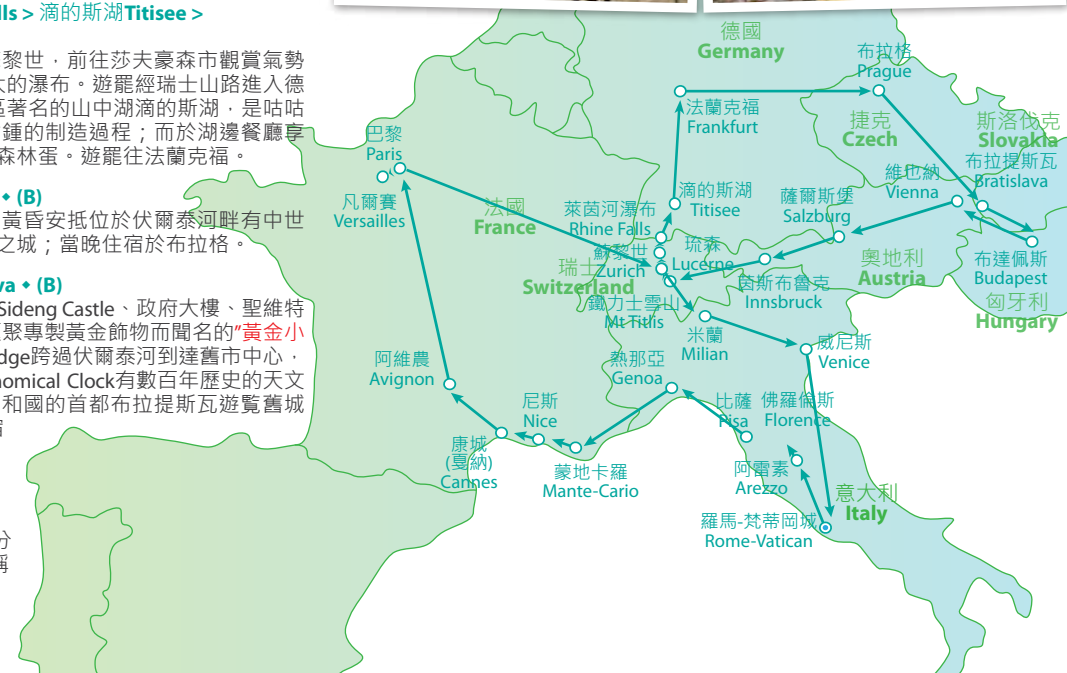 lls > 滴的斯湖Titisee >
黎世，前往莎夫豪森市觀賞氣勢
大的瀑布。遊罷經瑞士山路進入德
區著名的山中湖滴的斯湖，是咕咕
鍾的制造過程；而於湖邊餐廳享
森林蛋。遊罷往法蘭克福。
◆ (B)
黃昏安抵位於伏爾泰河畔有中世
之城；當晚住宿於布拉格。
va ◆ (B)
Sideng Castle、政府大樓、聖維特
聚專製黃金飾物而聞名的"黃金小
dge跨過伏爾泰河到達舊市中心，
nomical Clock有數百年歷史的天文
和國的首都布拉提斯瓦遊覧舊城
分
稱
德國
Germany
布拉格
Prague
法蘭克福
Frankfurt
捷克
Czech
斯洛伐克
Slovakia
巴黎
Paris
布拉提斯瓦
Bratislava
維也納
Vienna
凡爾賽
Versailles
法國
France
滴的斯湖
Titisee
萊茵河瀑布
Rhine Falls
薩爾斯堡
Salzburg
蘇黎世
Zurich
琉森
Lucerne
瑞士
Switzerland
茵斯布魯克
Innsbruck
奧地利
Austria
布達佩斯
Budapest
匈牙利
Hungary
鐵力士雪山
Mt Titlis
米蘭
Milian
威尼斯
Venice
阿維農
Avignon
熱那亞
Genoa
尼斯
Nice
比薩
Pisa
佛羅倫斯
Florence
康城
(戛納)
Cannes
蒙地卡羅
Mante-Cario
阿雷素
Arezzo
意大利
Italy
羅馬-梵蒂岡城
Rome-Vatican